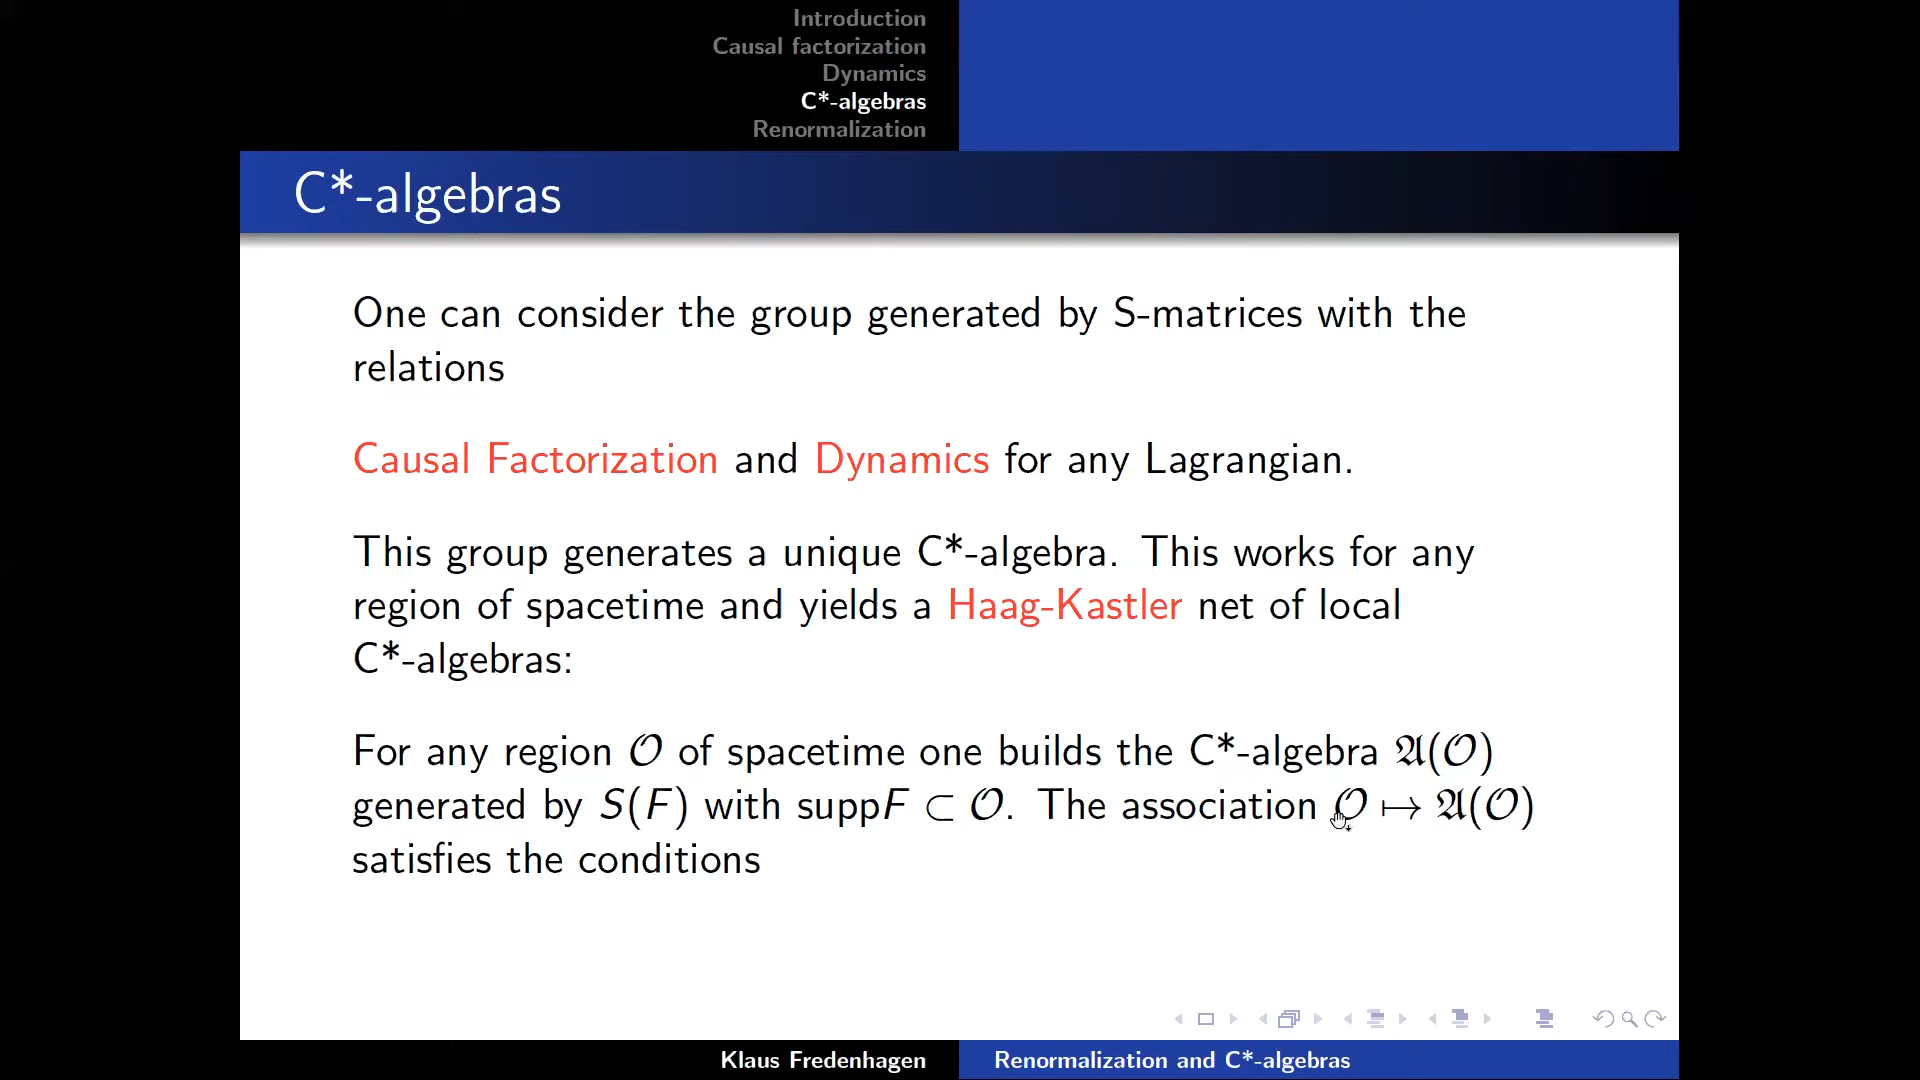 Introduction
Causal factorization
Dynamics
C*-algebras
Renormalization
C*-algebras
One can consider the group generated by S-matrices with the
relations
Causal Factorization and Dynamics for any Lagrangian.
This group generates a unique C*-algebra. This works for any
region of spacetime and yields a Haag-Kastler net of local
C*-algebras:
For any region 𝒪 of spacetime one builds the C*-algebra 𝔄(𝒪)
generated by S(F) with suppF ⊂ 𝒪. The association 𝒪 ↦ 𝔄(𝒪)
satisfies the conditions
Klaus Fredenhagen
Renormalization and C*-algebras